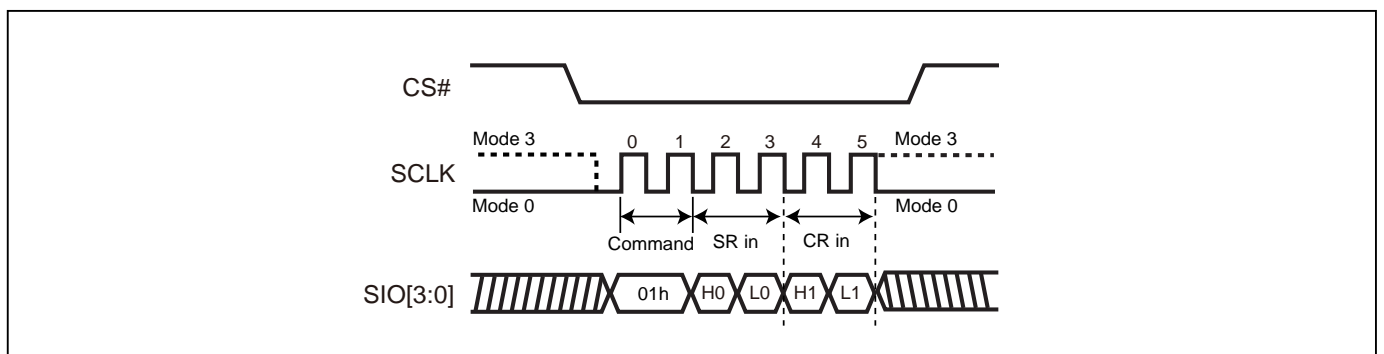 CS#
Mode 3 0 1 2 3 4 5 Mode 3
SCLK
Mode 0 Mode 0
Command SR in CR in
SIO[3:0] 01h H0 L0 H1 L1